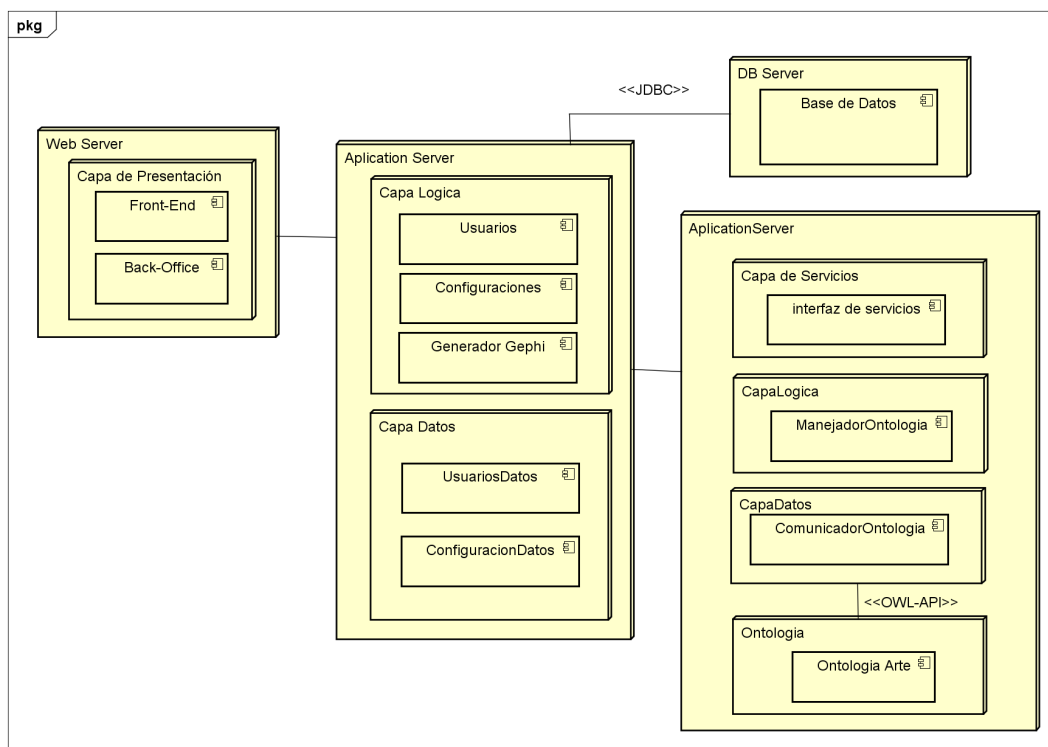 pkg
Web Server
Capa de Presentación
Front-End
Back-Office
Aplication Server
Capa Logica
Usuarios
Configuraciones
Generador Gephi
Capa Datos
UsuariosDatos
ConfiguracionDatos
<<JDBC>>
DB Server
Base de Datos
AplicationServer
Capa de Servicios
interfaz de servicios
CapaLogica
ManejadorOntologia
CapaDatos
ComunicadorOntologia
<<OWL-API>>
Ontologia
Ontologia Arte